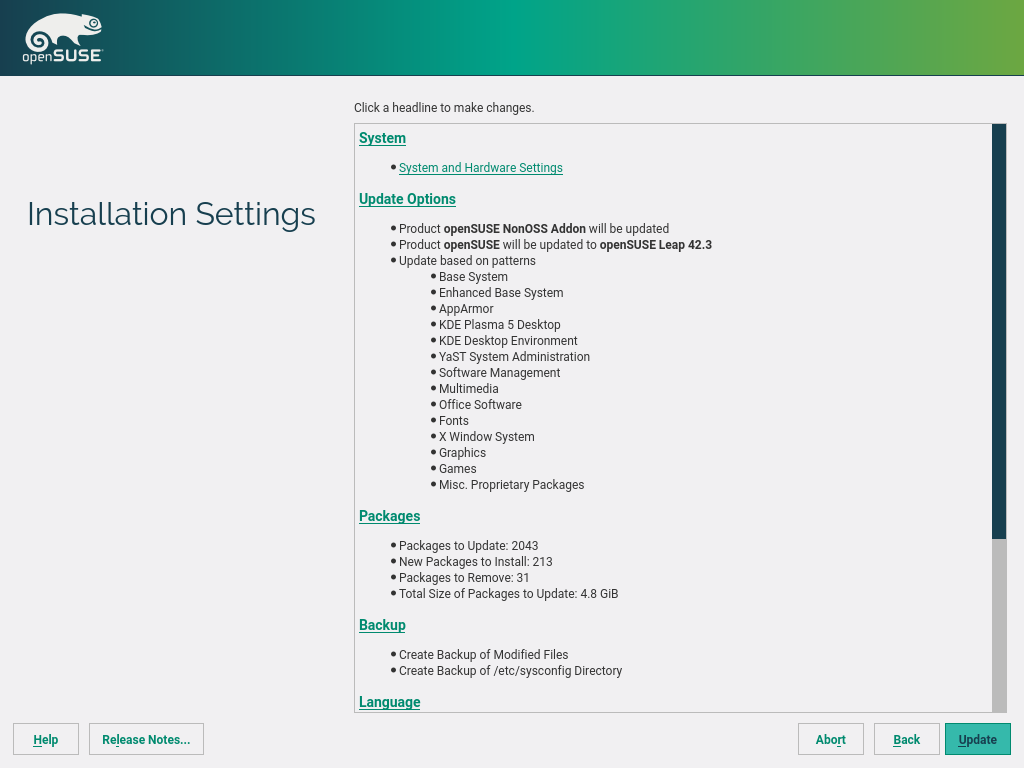 openSUSE
Click a headline to make changes.
Installation Settings
System
System and Hardware Settings
Update Options
Product openSUSE NonOSS Addon will be updated
Product openSUSE will be updated to openSUSE Leap 42.3
Update based on patterns
Base System
Enhanced Base System
AppArmor
KDE Plasma 5 Desktop
KDE Desktop Environment
YaST System Administration
Software Management
Multimedia
Office Software
Fonts
X Window System
Graphics
Games
Misc. Proprietary Packages
Packages
Packages to Update: 2043
New Packages to Install: 213
Packages to Remove: 31
Total Size of Packages to Update: 4.8 GiB
Backup
Create Backup of Modified Files
Create Backup of /etc/sysconfig Directory
Language
Help Release Notes... Abort Back Update